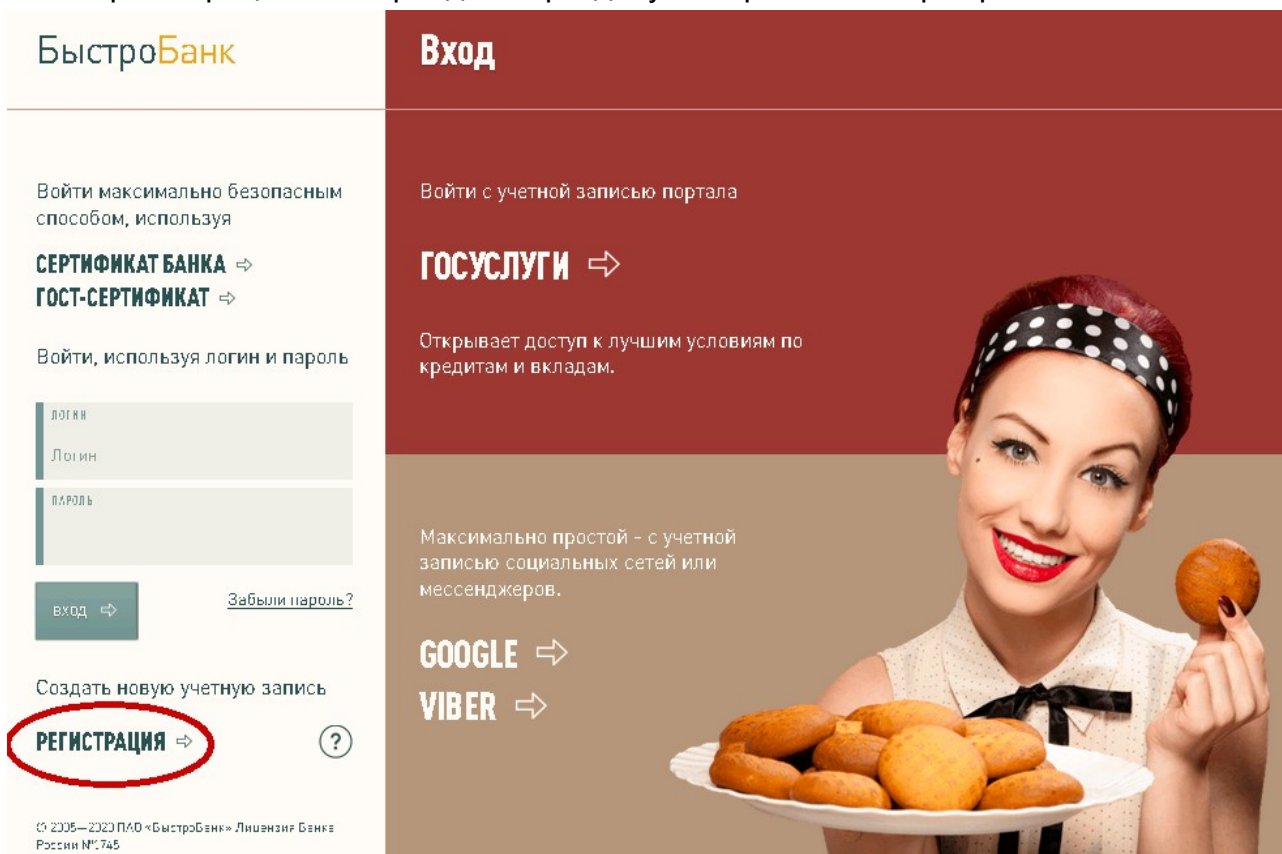 БыстроБанк
Вход
Войти максимально безопасным
способом, используя
СЕРТИФИКАТ БАНКА
ГОСТ-СЕРТИФИКАТ
Войти, используя логин и пароль
ЛОГИН
Логин
ПАРОЛЬ
вход
Забыли пароль?
Создать новую учетную запись
РЕГИСТРАЦИЯ
?
© 2005—2020 ПАО «БыстроБанк» Лицензия Банка
России №1745
Войти с учетной записью портала
ГОСУСЛУГИ
Открывает доступ к лучшим условиям по
кредитам и вкладам.
Максимально простой - с учетной
записью социальных сетей или
мессенджеров.
GOOGLE
VIBER